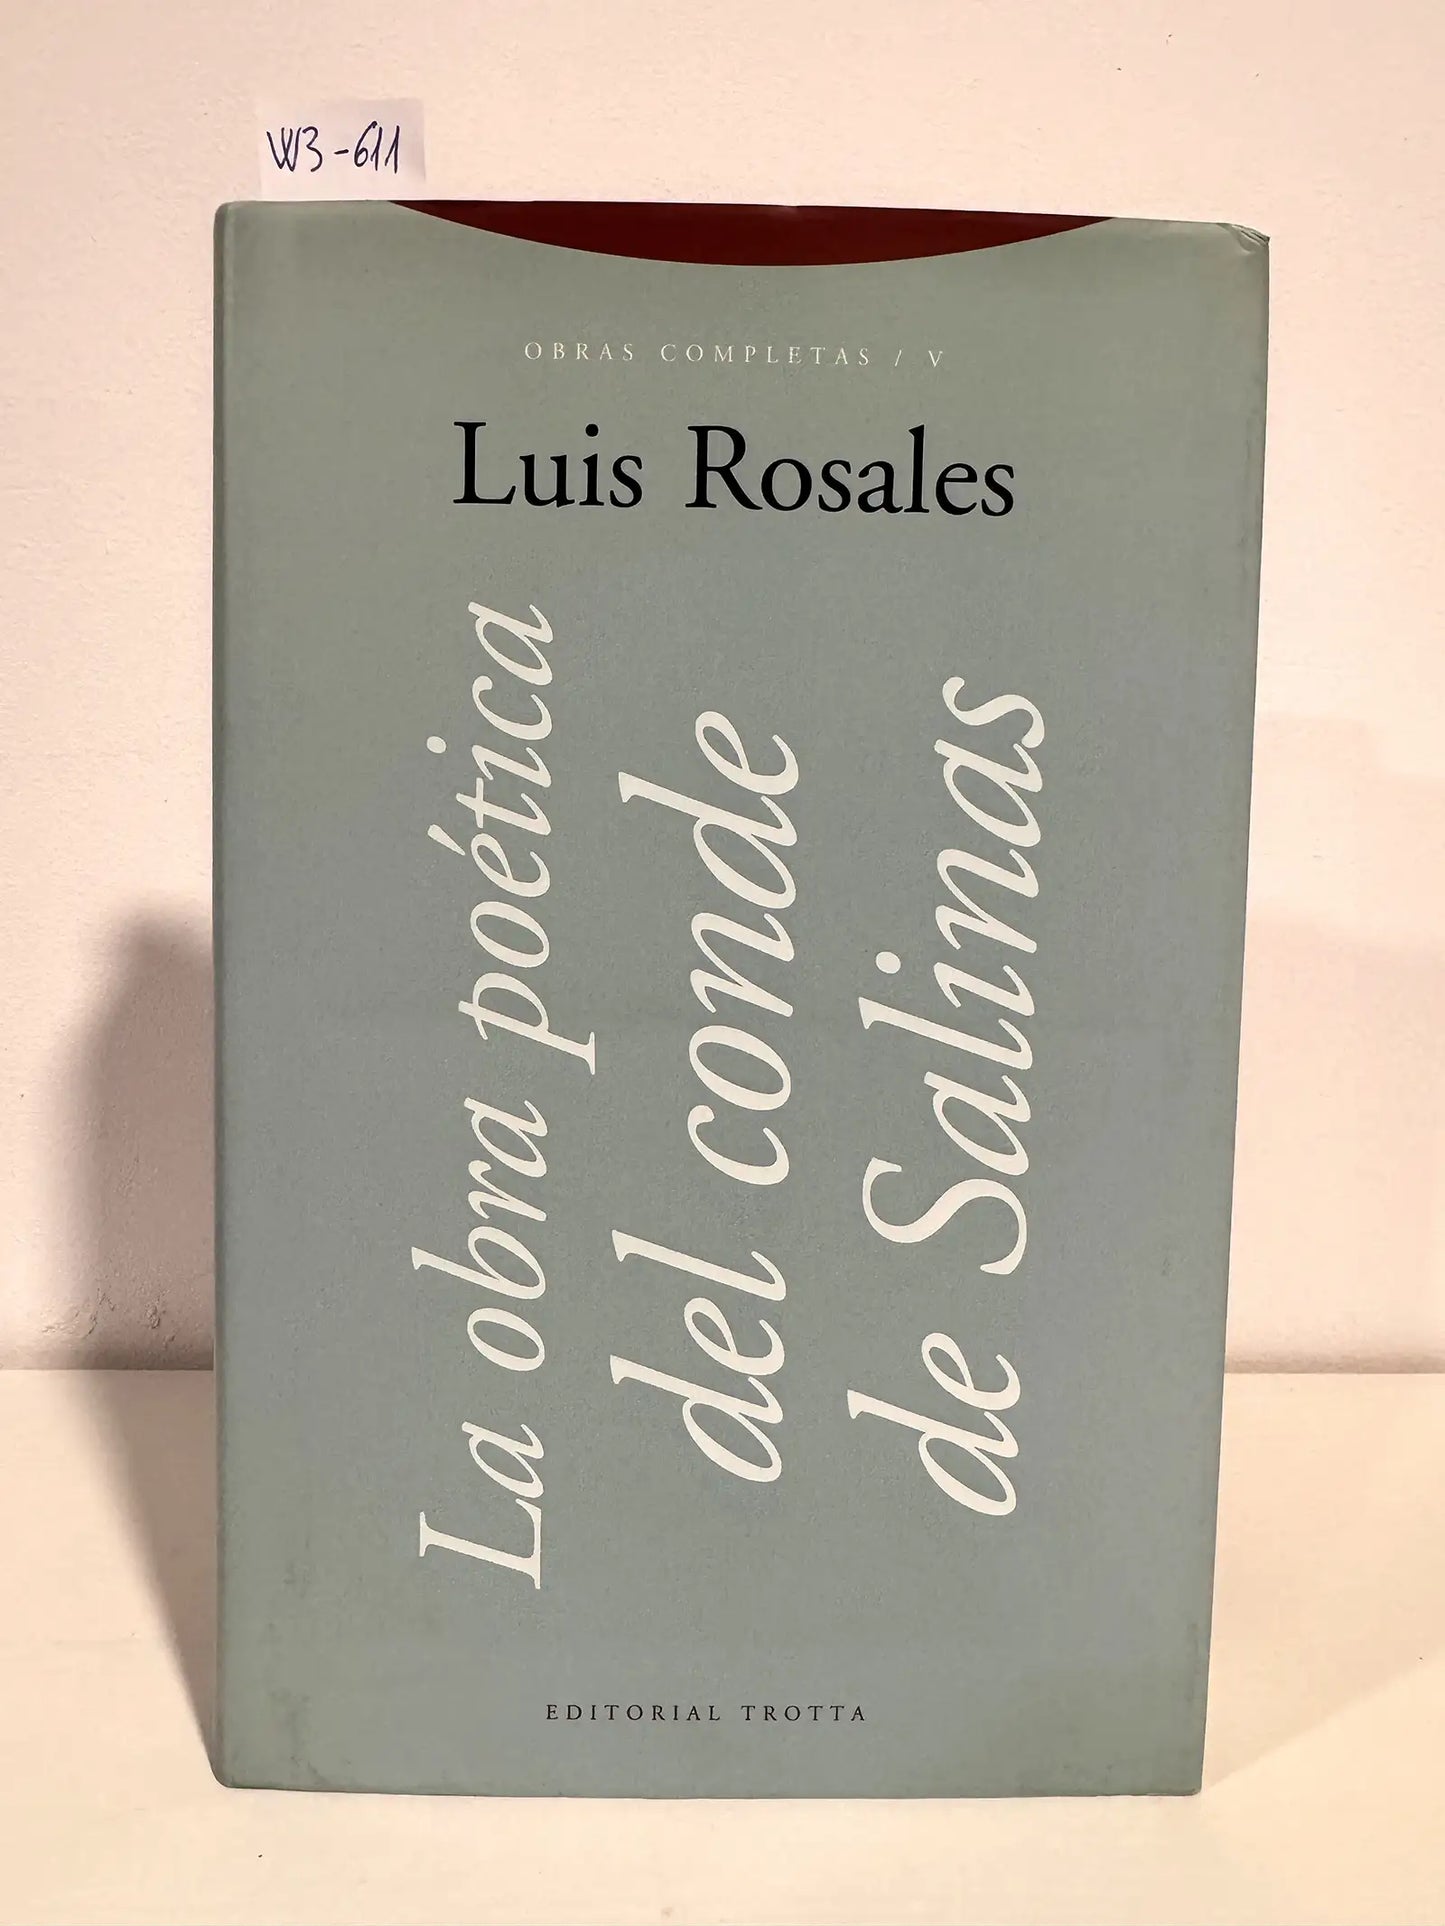 W3-611
OBRAS COMPLETAS / V
Luis Rosales
La obra poética
del conde
de Salinas
EDITORIAL TROTTA